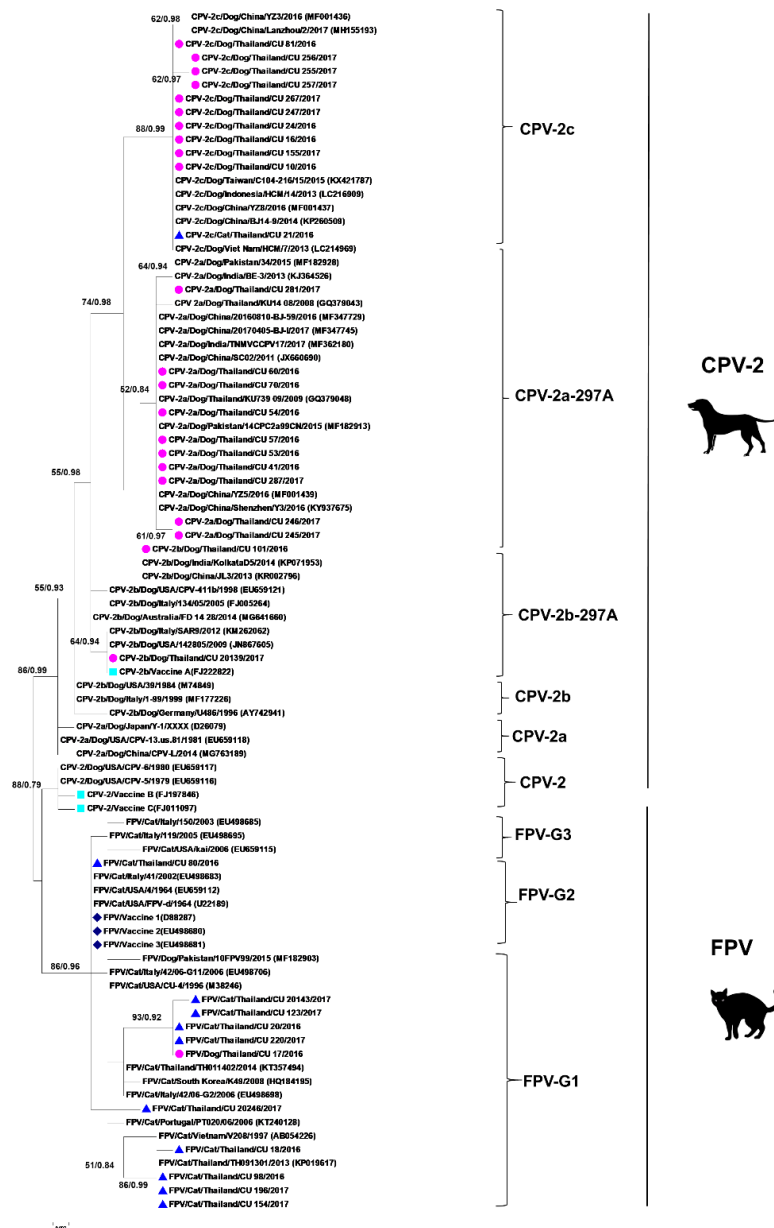 62/0.98
CPV-2c/Dog/China/YZ3/2016 (MF001436)
CPV-2c/Dog/China/Lanzhou/2/2017 (MH155193)
CPV-2c/Dog/Thailand/CU 81/2016
CPV-2c/Dog/Thailand/CU 256/2017
62/0.97
CPV-2c/Dog/Thailand/CU 255/2017
CPV-2c/Dog/Thailand/CU 257/2017
CPV-2c/Dog/Thailand/CU 267/2017
CPV-2c/Dog/Thailand/CU 247/2017
88/0.99
CPV-2c/Dog/Thailand/CU 24/2016
CPV-2c
CPV-2c/Dog/Thailand/CU 16/2016
CPV-2c/Dog/Thailand/CU 155/2017
CPV-2c/Dog/Thailand/CU 10/2016
CPV-2c/Dog/Taiwan/C104-216/15/2015 (KX421787)
CPV-2c/Dog/Indonesia/HCM/14/2013 (LC216909)
CPV-2c/Dog/China/YZ8/2016 (MF001437)
CPV-2c/Dog/China/BJ14-9/2014 (KP260509)
CPV-2c/Cat/Thailand/CU 21/2016
CPV-2c/Dog/Viet Nam/HCM/7/2013 (LC214969)
CPV-2a/Dog/Pakistan/34/2015 (MF182928)
64/0.94
CPV-2a/Dog/India/BE-3/2013 (KJ364526)
CPV-2a/Dog/Thailand/CU 281/2017
74/0.98
CPV 2a/Dog/Thailand/KU14 08/2008 (GQ379043)
CPV-2a/Dog/China/20160810-BJ-59/2016 (MF347729)
CPV-2a/Dog/China/20170405-BJ-I/2017 (MF347745)
CPV-2a/Dog/India/TNMVCCPV17/2017 (MF362180)
CPV-2a/Dog/China/SC02/2011 (JX660690)
52/0.84
CPV-2a/Dog/Thailand/CU 60/2016
CPV-2
CPV-2a/Dog/Thailand/CU 70/2016
CPV-2a-297A
CPV-2a/Dog/Thailand/KU739 09/2009 (GQ379048)
CPV-2a/Dog/Thailand/CU 54/2016
CPV-2a/Dog/Pakistan/14CPC2a99CN/2015 (MF182913)
CPV-2a/Dog/Thailand/CU 57/2016
CPV-2a/Dog/Thailand/CU 53/2016
CPV-2a/Dog/Thailand/CU 41/2016
55/0.98
CPV-2a/Dog/Thailand/CU 287/2017
CPV-2a/Dog/China/YZ5/2016 (MF001439)
CPV-2a/Dog/China/Shenzhen/Y3/2016 (KY937675)
CPV-2a/Dog/Thailand/CU 246/2017
61/0.97
CPV-2a/Dog/Thailand/CU 245/2017
CPV-2b/Dog/Thailand/CU 101/2016
CPV-2b/Dog/India/KolkataD5/2014 (KP071953)
CPV-2b/Dog/China/JL3/2013 (KR002796)
55/0.93
CPV-2b/Dog/USA/CPV-411b/1998 (EU659121)
CPV-2b/Dog/Italy/134/05/2005 (FJ005264)
CPV-2b-297A
CPV-2b/Dog/Australia/FD 14 28/2014 (MG641660)
CPV-2b/Dog/Italy/SAR9/2012 (KM262062)
64/0.94
CPV-2b/Dog/USA/142805/2009 (JN867605)
CPV-2b/Dog/Thailand/CU 20139/2017
86/0.99
CPV-2b/Vaccine A(FJ222822)
CPV-2b/Dog/USA/39/1984 (M74849)
CPV-2b
CPV-2b/Dog/Italy/1-99/1999 (MF177226)
CPV-2b/Dog/Germany/U486/1996 (AY742941)
CPV-2a/Dog/Japan/Y-1/XXXX (D26079)
CPV-2a
CPV-2a/Dog/USA/CPV-13.us.81/1981 (EU659118)
CPV-2a/Dog/China/CPV-L/2014 (MG763189)
CPV-2/Dog/USA/CPV-6/1980 (EU659117)
CPV-2
88/0.79
CPV-2/Dog/USA/CPV-5/1979 (EU659116)
CPV-2/Vaccine B (FJ197846)
CPV-2/Vaccine C(FJ011097)
FPV/Cat/Italy/150/2003 (EU498685)
FPV/Cat/Italy/119/2005 (EU498695)
FPV-G3
FPV/Cat/USA/kai/2006 (EU659115)
FPV/Cat/Thailand/CU 80/2016
FPV/Cat/Italy/41/2002(EU498683)
FPV/Cat/USA/4/1964 (EU659112)
FPV-G2
FPV/Cat/USA/FPV-d/1964 (U22189)
FPV/Vaccine 1(D88287)
FPV/Vaccine 2(EU498680)
FPV/Vaccine 3(EU498681)
FPV
FPV/Dog/Pakistan/10FPV99/2015 (MF182903)
86/0.96
FPV/Cat/Italy/42/06-G11/2006 (EU498706)
FPV/Cat/USA/CU-4/1996 (M38246)
FPV/Cat/Thailand/CU 20143/2017
93/0.92
FPV/Cat/Thailand/CU 123/2017
FPV/Cat/Thailand/CU 20/2016
FPV/Cat/Thailand/CU 220/2017
FPV/Dog/Thailand/CU 17/2016
FPV/Cat/Thailand/TH011402/2014 (KT357494)
FPV-G1
FPV/Cat/South Korea/K49/2008 (HQ184195)
FPV/Cat/Italy/42/06-G2/2006 (EU498698)
FPV/Cat/Thailand/CU 20246/2017
FPV/Cat/Portugal/PT020/06/2006 (KT240128)
FPV/Cat/Vietnam/V208/1997 (AB054226)
FPV/Cat/Thailand/CU 18/2016
51/0.84
FPV/Cat/Thailand/TH091301/2013 (KP019617)
86/0.99
FPV/Cat/Thailand/CU 98/2016
FPV/Cat/Thailand/CU 196/2017
FPV/Cat/Thailand/CU 154/2017